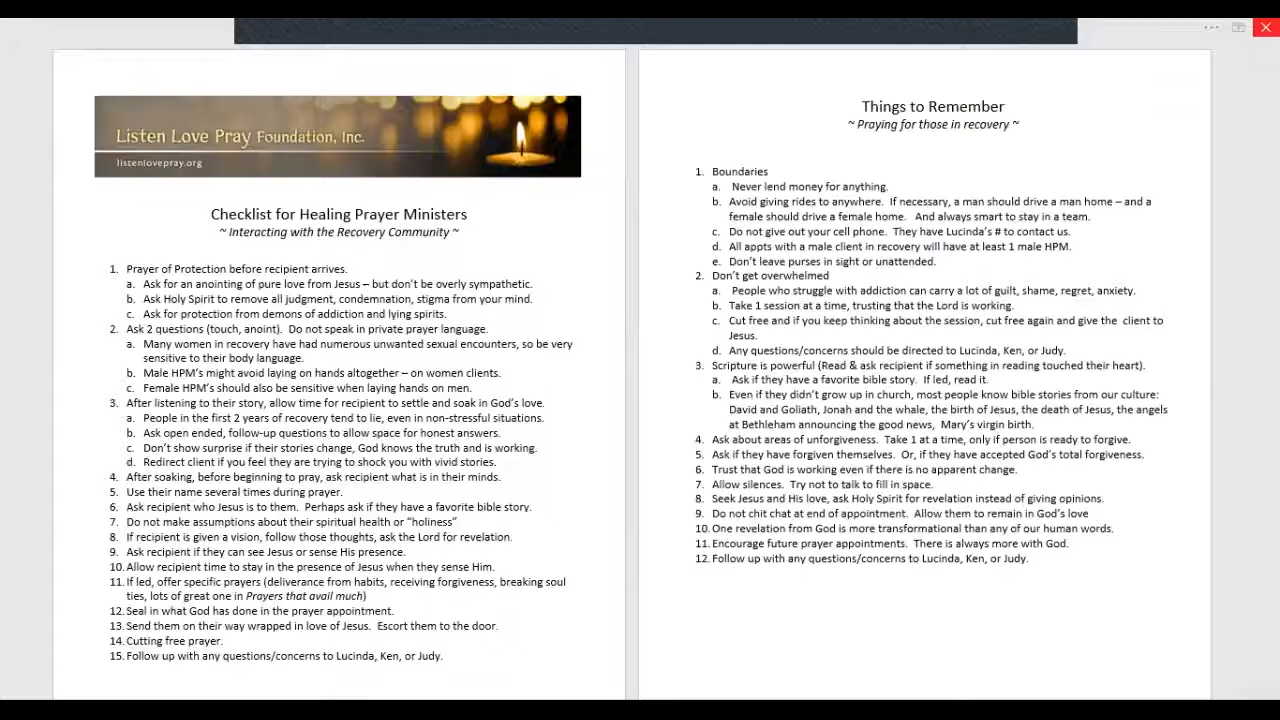 Listen Love Pray Foundation, Inc.
listenlovepray.org
Checklist for Healing Prayer Ministers
~ Interacting with the Recovery Community ~
1. Prayer of Protection before recipient arrives.
a. Ask for an anointing of pure love from Jesus – but don't be overly sympathetic.
b. Ask Holy Spirit to remove all judgment, condemnation, stigma from your mind.
c. Ask for protection from demons of addiction and lying spirits.
2. Ask 2 questions (touch, anoint). Do not speak in private prayer language.
a. Many women in recovery have had numerous unwanted sexual encounters, so be very
sensitive to their body language.
b. Male HPM's might avoid laying on hands altogether – on women clients.
c. Female HPM's should also be sensitive when laying hands on men.
3. After listening to their story, allow time for recipient to settle and soak in God's love.
a. People in the first 2 years of recovery tend to lie, even in non-stressful situations.
b. Ask open ended, follow-up questions to allow space for honest answers.
c. Don't show surprise if their stories change, God knows the truth and is working.
d. Redirect client if you feel they are trying to shock you with vivid stories.
4. After soaking, before beginning to pray, ask recipient what is in their minds.
5. Use their name several times during prayer.
6. Ask recipient who Jesus is to them. Perhaps ask if they have a favorite bible story.
7. Do not make assumptions about their spiritual health or "holiness"
8. If recipient is given a vision, follow those thoughts, ask the Lord for revelation.
9. Ask recipient if they can see Jesus or sense His presence.
10. Allow recipient time to stay in the presence of Jesus when they sense Him.
11. If led, offer specific prayers (deliverance from habits, receiving forgiveness, breaking soul
ties, lots of great one in Prayers that avail much)
12. Seal in what God has done in the prayer appointment.
13. Send them on their way wrapped in love of Jesus. Escort them to the door.
14. Cutting free prayer.
15. Follow up with any questions/concerns to Lucinda, Ken, or Judy.
Things to Remember
~ Praying for those in recovery ~
1. Boundaries
a. Never lend money for anything.
b. Avoid giving rides to anywhere. If necessary, a man should drive a man home – and a
female should drive a female home. And always smart to stay in a team.
c. Do not give out your cell phone. They have Lucinda's # to contact us.
d. All appts with a male client in recovery will have at least 1 male HPM.
e. Don't leave purses in sight or unattended.
2. Don't get overwhelmed
a. People who struggle with addiction can carry a lot of guilt, shame, regret, anxiety.
b. Take 1 session at a time, trusting that the Lord is working.
c. Cut free and if you keep thinking about the session, cut free again and give the client to
Jesus.
d. Any questions/concerns should be directed to Lucinda, Ken, or Judy.
3. Scripture is powerful (Read & ask recipient if something in reading touched their heart).
a. Ask if they have a favorite bible story. If led, read it.
b. Even if they didn't grow up in church, most people know bible stories from our culture:
David and Goliath, Jonah and the whale, the birth of Jesus, the death of Jesus, the angels
at Bethleham announcing the good news, Mary's virgin birth.
4. Ask about areas of unforgiveness. Take 1 at a time, only if person is ready to forgive.
5. Ask if they have forgiven themselves. Or, if they have accepted God's total forgiveness.
6. Trust that God is working even if there is no apparent change.
7. Allow silences. Try not to talk to fill in space.
8. Seek Jesus and His love, ask Holy Spirit for revelation instead of giving opinions.
9. Do not chit chat at end of appointment. Allow them to remain in God's love
10. One revelation from God is more transformational than any of our human words.
11. Encourage future prayer appointments. There is always more with God.
12. Follow up with any questions/concerns to Lucinda, Ken, or Judy.